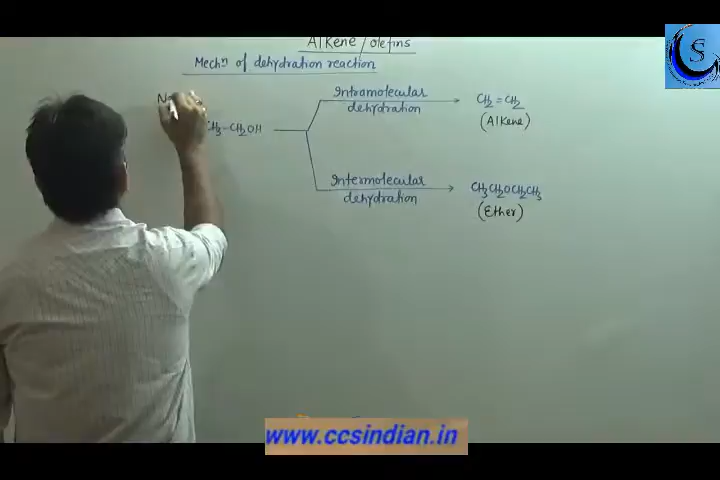 Alkene / olefins
Mechn of dehydration reaction
CH3-CH2OH
Intramolecular
dehydration
CH2 = CH2
(Alkene)
Intermolecular
dehydration
CH3CH2OCH2CH3
(Ether)
S
www.ccsindian.in